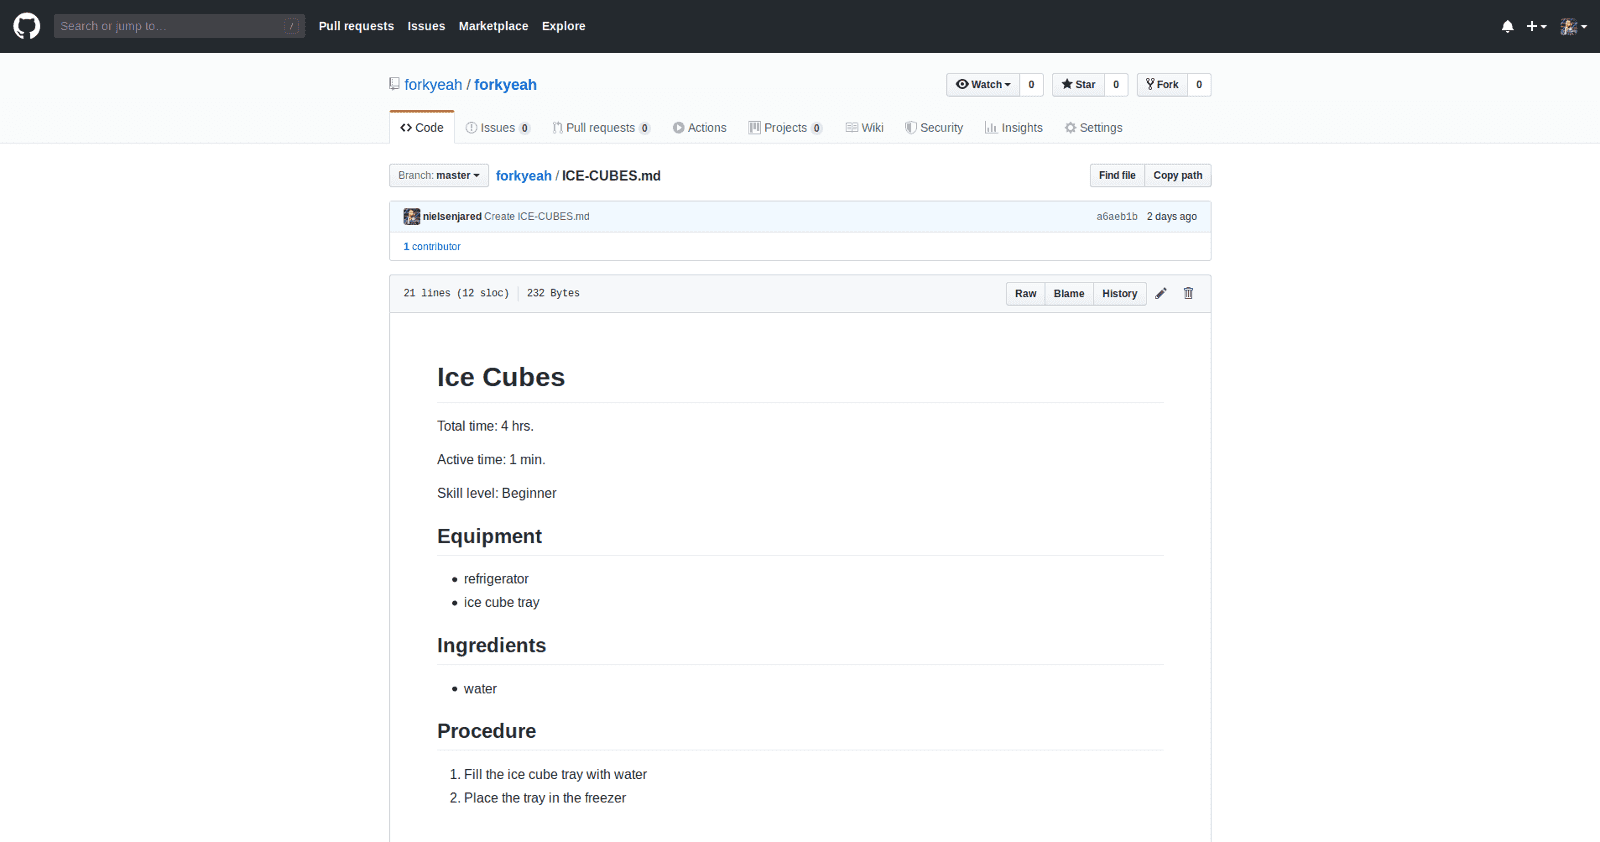 Search or jump to... /
Pull requests Issues Marketplace Explore
forkyeah / forkyeah
Watch 0 Star 0 Fork 0
Code Issues 0 Pull requests 0 Actions Projects 0 Wiki Security Insights Settings
Branch: master forkyeah / ICE-CUBES.md Find file Copy path
nielsenjared Create ICE-CUBES.md a6aeb1b 2 days ago
1 contributor
21 lines (12 sloc) 232 Bytes Raw Blame History
Ice Cubes
Total time: 4 hrs.
Active time: 1 min.
Skill level: Beginner
Equipment
• refrigerator
• ice cube tray
Ingredients
• water
Procedure
1. Fill the ice cube tray with water
2. Place the tray in the freezer